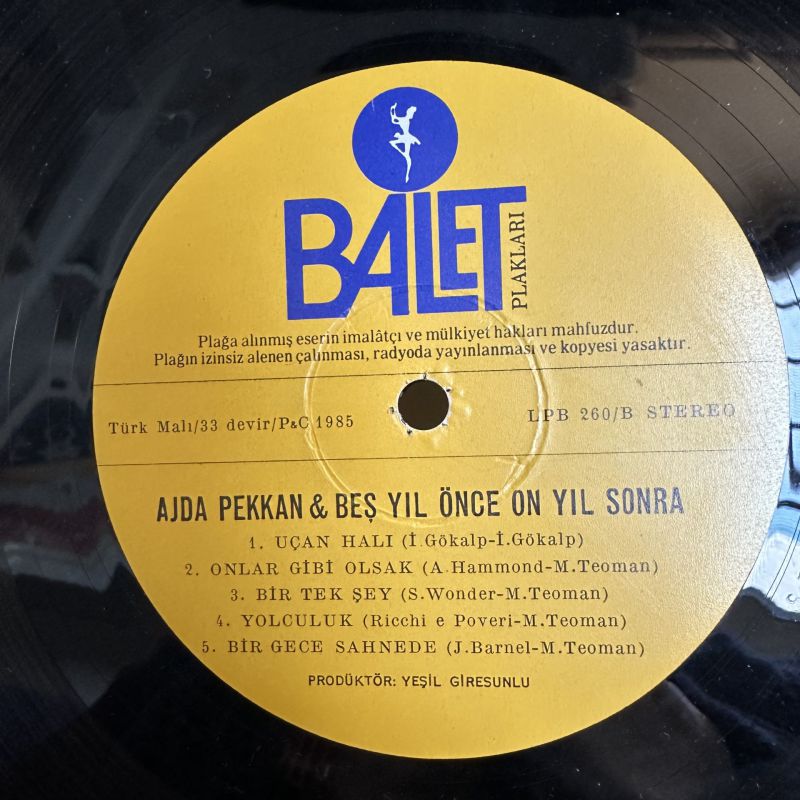 BALET
PLAKLARI
Plağa alınmış eserin imalâtçı ve mülkiyet hakları mahfuzdur.
Plağın izinsiz alenen çalınması, radyoda yayınlanması ve kopyesi yasaktır.
Türk Malı/33 devir/P&C 1985 LPB 260/B STEREO
AJDA PEKKAN & BEŞ YIL ÖNCE ON YIL SONRA
1. UÇAN HALI (İ.Gökalp-İ.Gökalp)
2. ONLAR GİBİ OLSAK (A.Hammond-M.Teoman)
3. BİR TEK ŞEY (S.Wonder-M.Teoman)
4. YOLCULUK (Ricchi e Poveri-M.Teoman)
5. BİR GECE SAHNEDE (J.Barnel-M.Teoman)
PRODÜKTÖR: YEŞİL GİRESUNLU